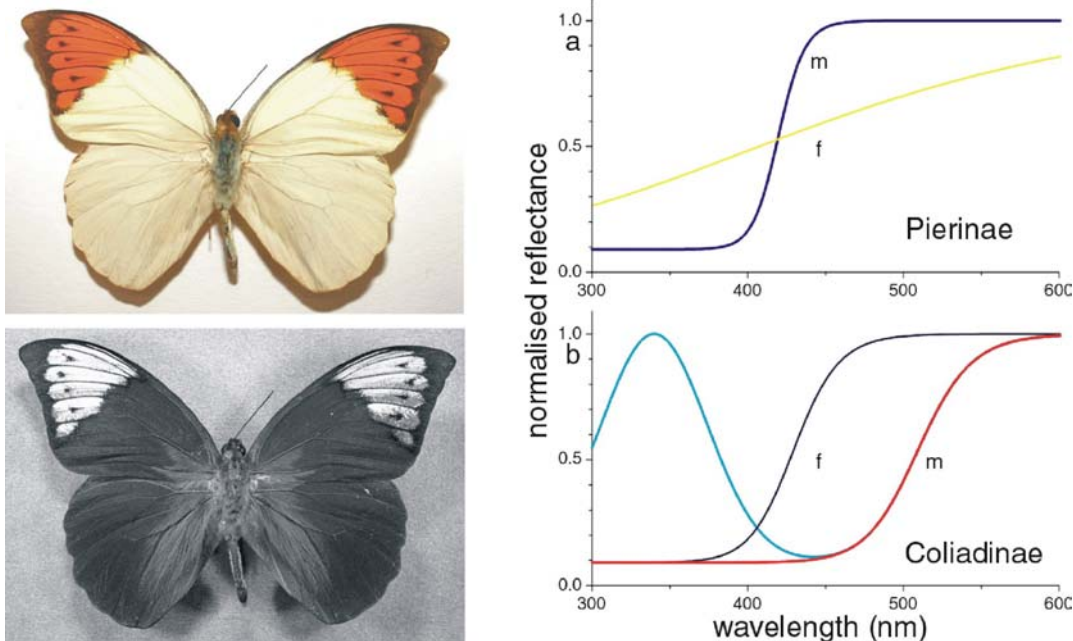 a
1.0
0.5
0.0
m
f
Pierinae
300
400
500
600
normalised reflectance
b
1.0
0.5
0.0
f
m
Coliadinae
300
400
500
600
wavelength (nm)